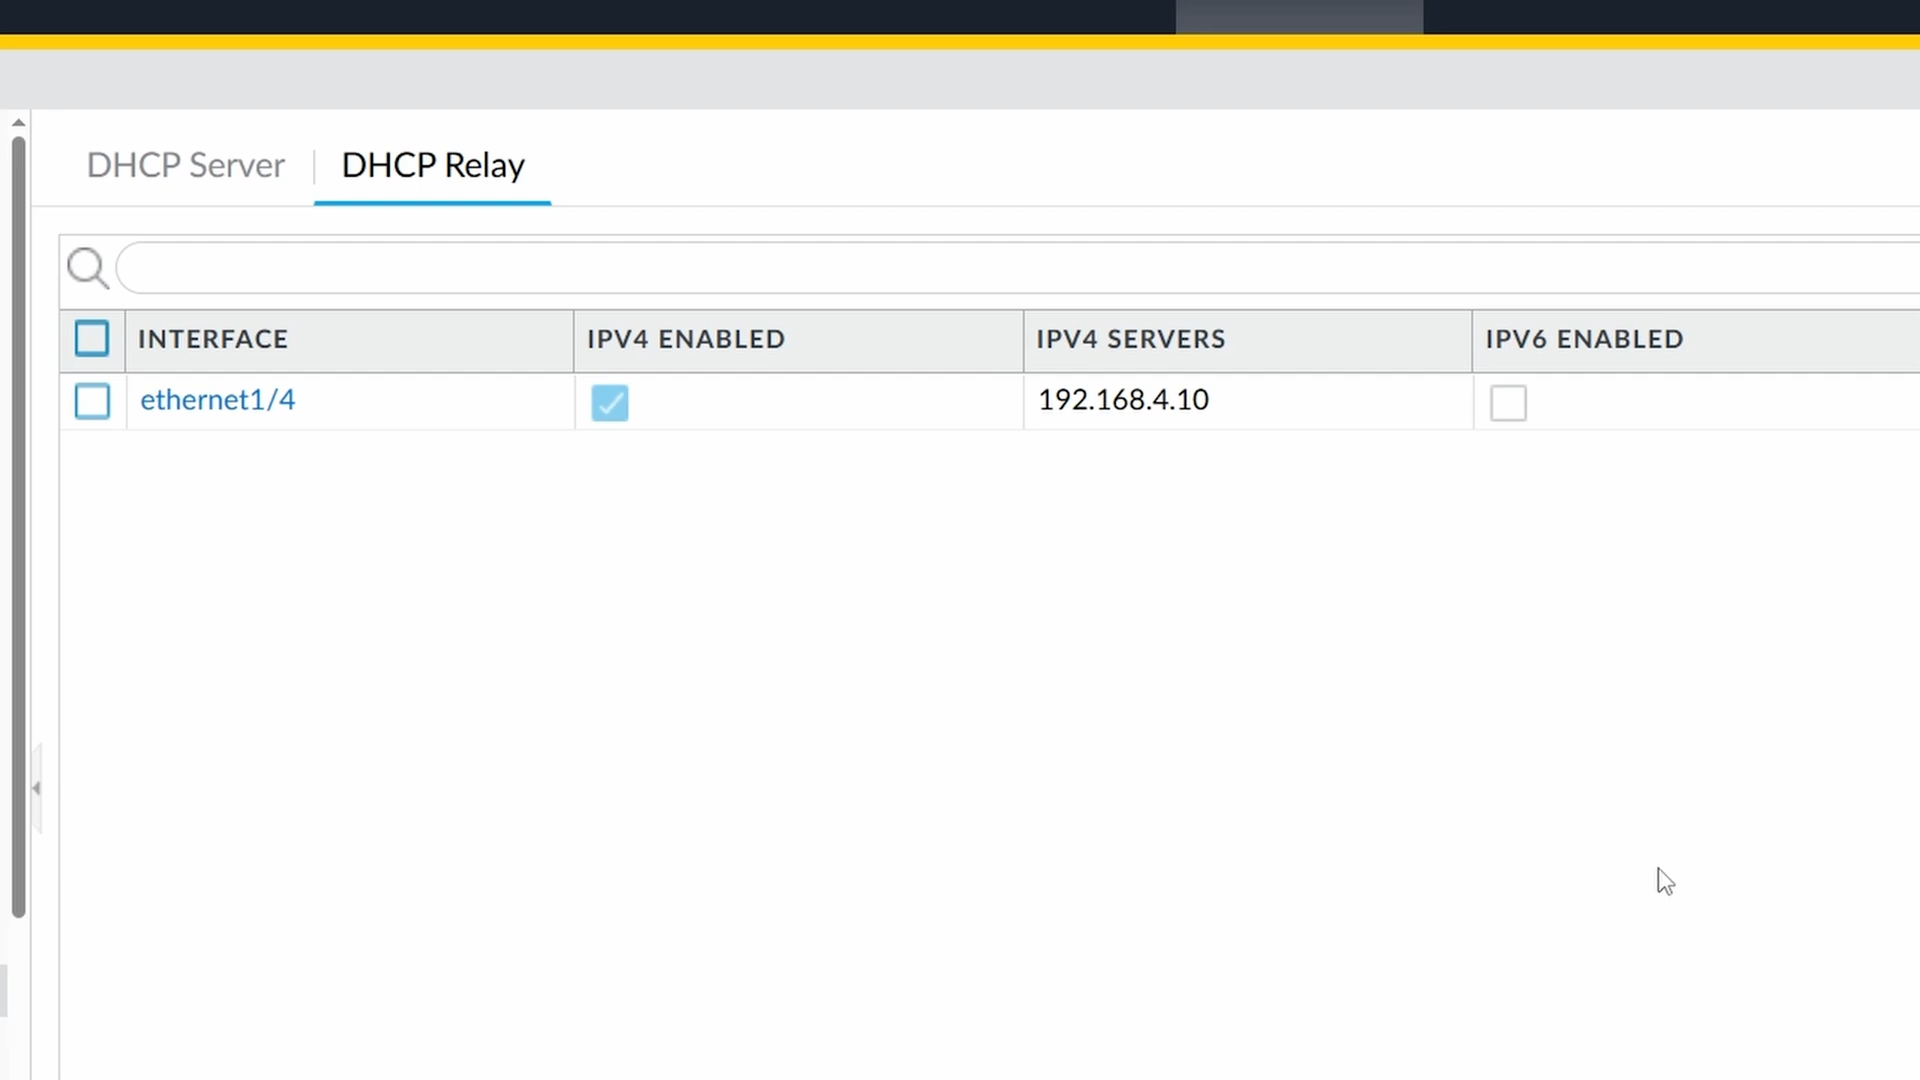 DHCP Server
DHCP Relay
INTERFACE IPV4 ENABLED IPV4 SERVERS IPV6 ENABLED
ethernet1/4 192.168.4.10